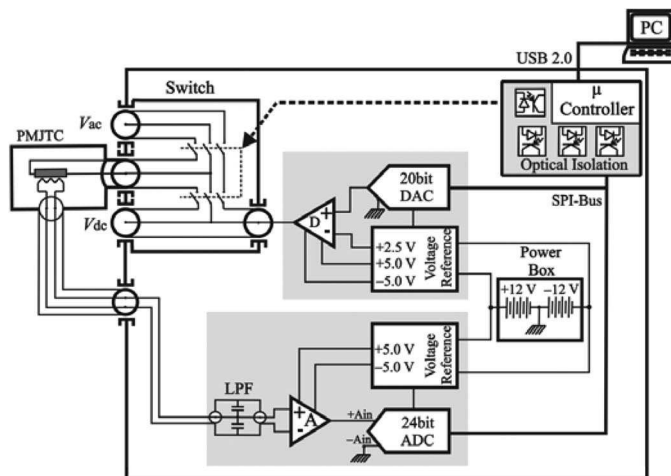 PC
USB 2.0
Switch
μ
Controller
Vac
PMJTC
Optical Isolation
20bit
DAC
SPI-Bus
Vdc
D
+
-
+2.5 V
+5.0 V
-5.0 V
Voltage
Reference
Power
Box
+12 V
-12 V
+5.0 V
-5.0 V
Voltage
Reference
LPF
+
-
A
+Ain
-Ain
24bit
ADC